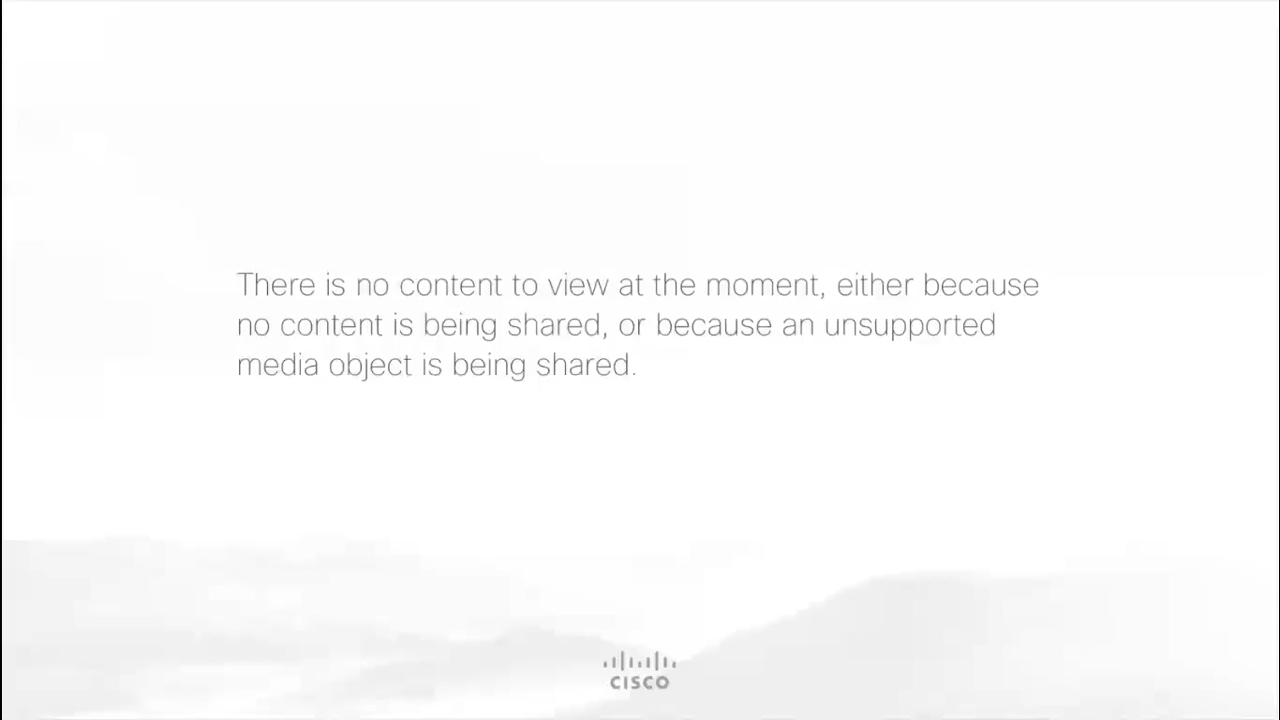 There is no content to view at the moment, either because
no content is being shared, or because an unsupported
media object is being shared.
CISCO